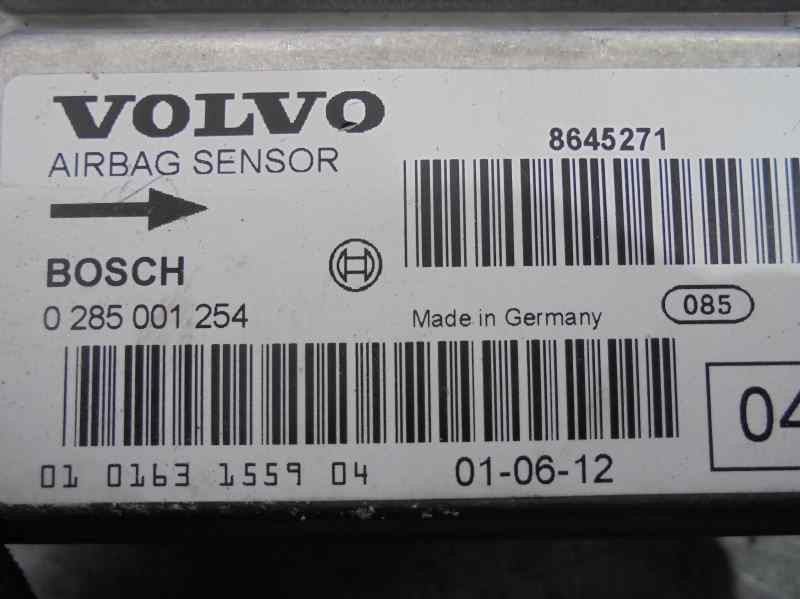 VOLVO
AIRBAG SENSOR
8645271
BOSCH
0 285 001 254
Made in Germany
085
04
01 0163 1559 04
01-06-12